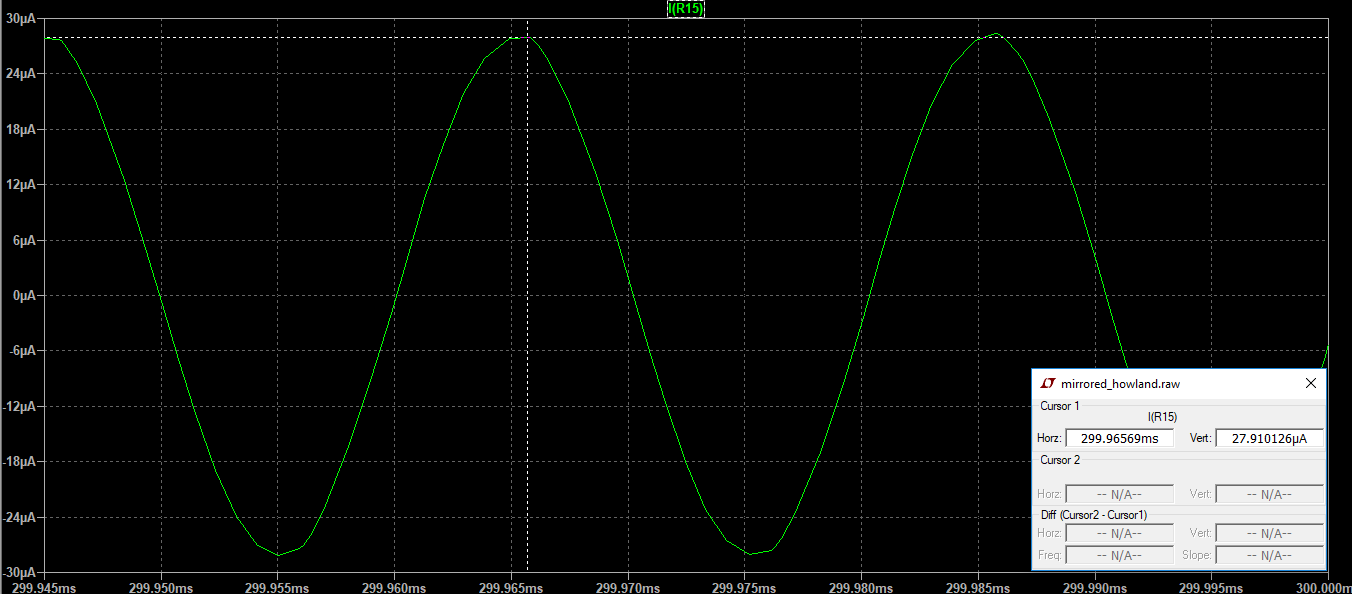 I(R15)
30µA
24µA
18µA
12µA
6µA
0µA
-6µA
-12µA
-18µA
-24µA
-30µA
299.945ms 299.950ms 299.955ms 299.960ms 299.965ms 299.970ms 299.975ms 299.980ms 299.985ms 299.990ms 299.995ms 300.000m
mirrored_howland.raw
Cursor 1
I(R15)
Horz: 299.96569ms Vert: 27.910126µA
Cursor 2
Horz: -- N/A-- Vert: -- N/A--
Diff (Cursor2 - Cursor1)
Horz: -- N/A-- Vert: -- N/A--
Freq: -- N/A-- Slope: -- N/A--